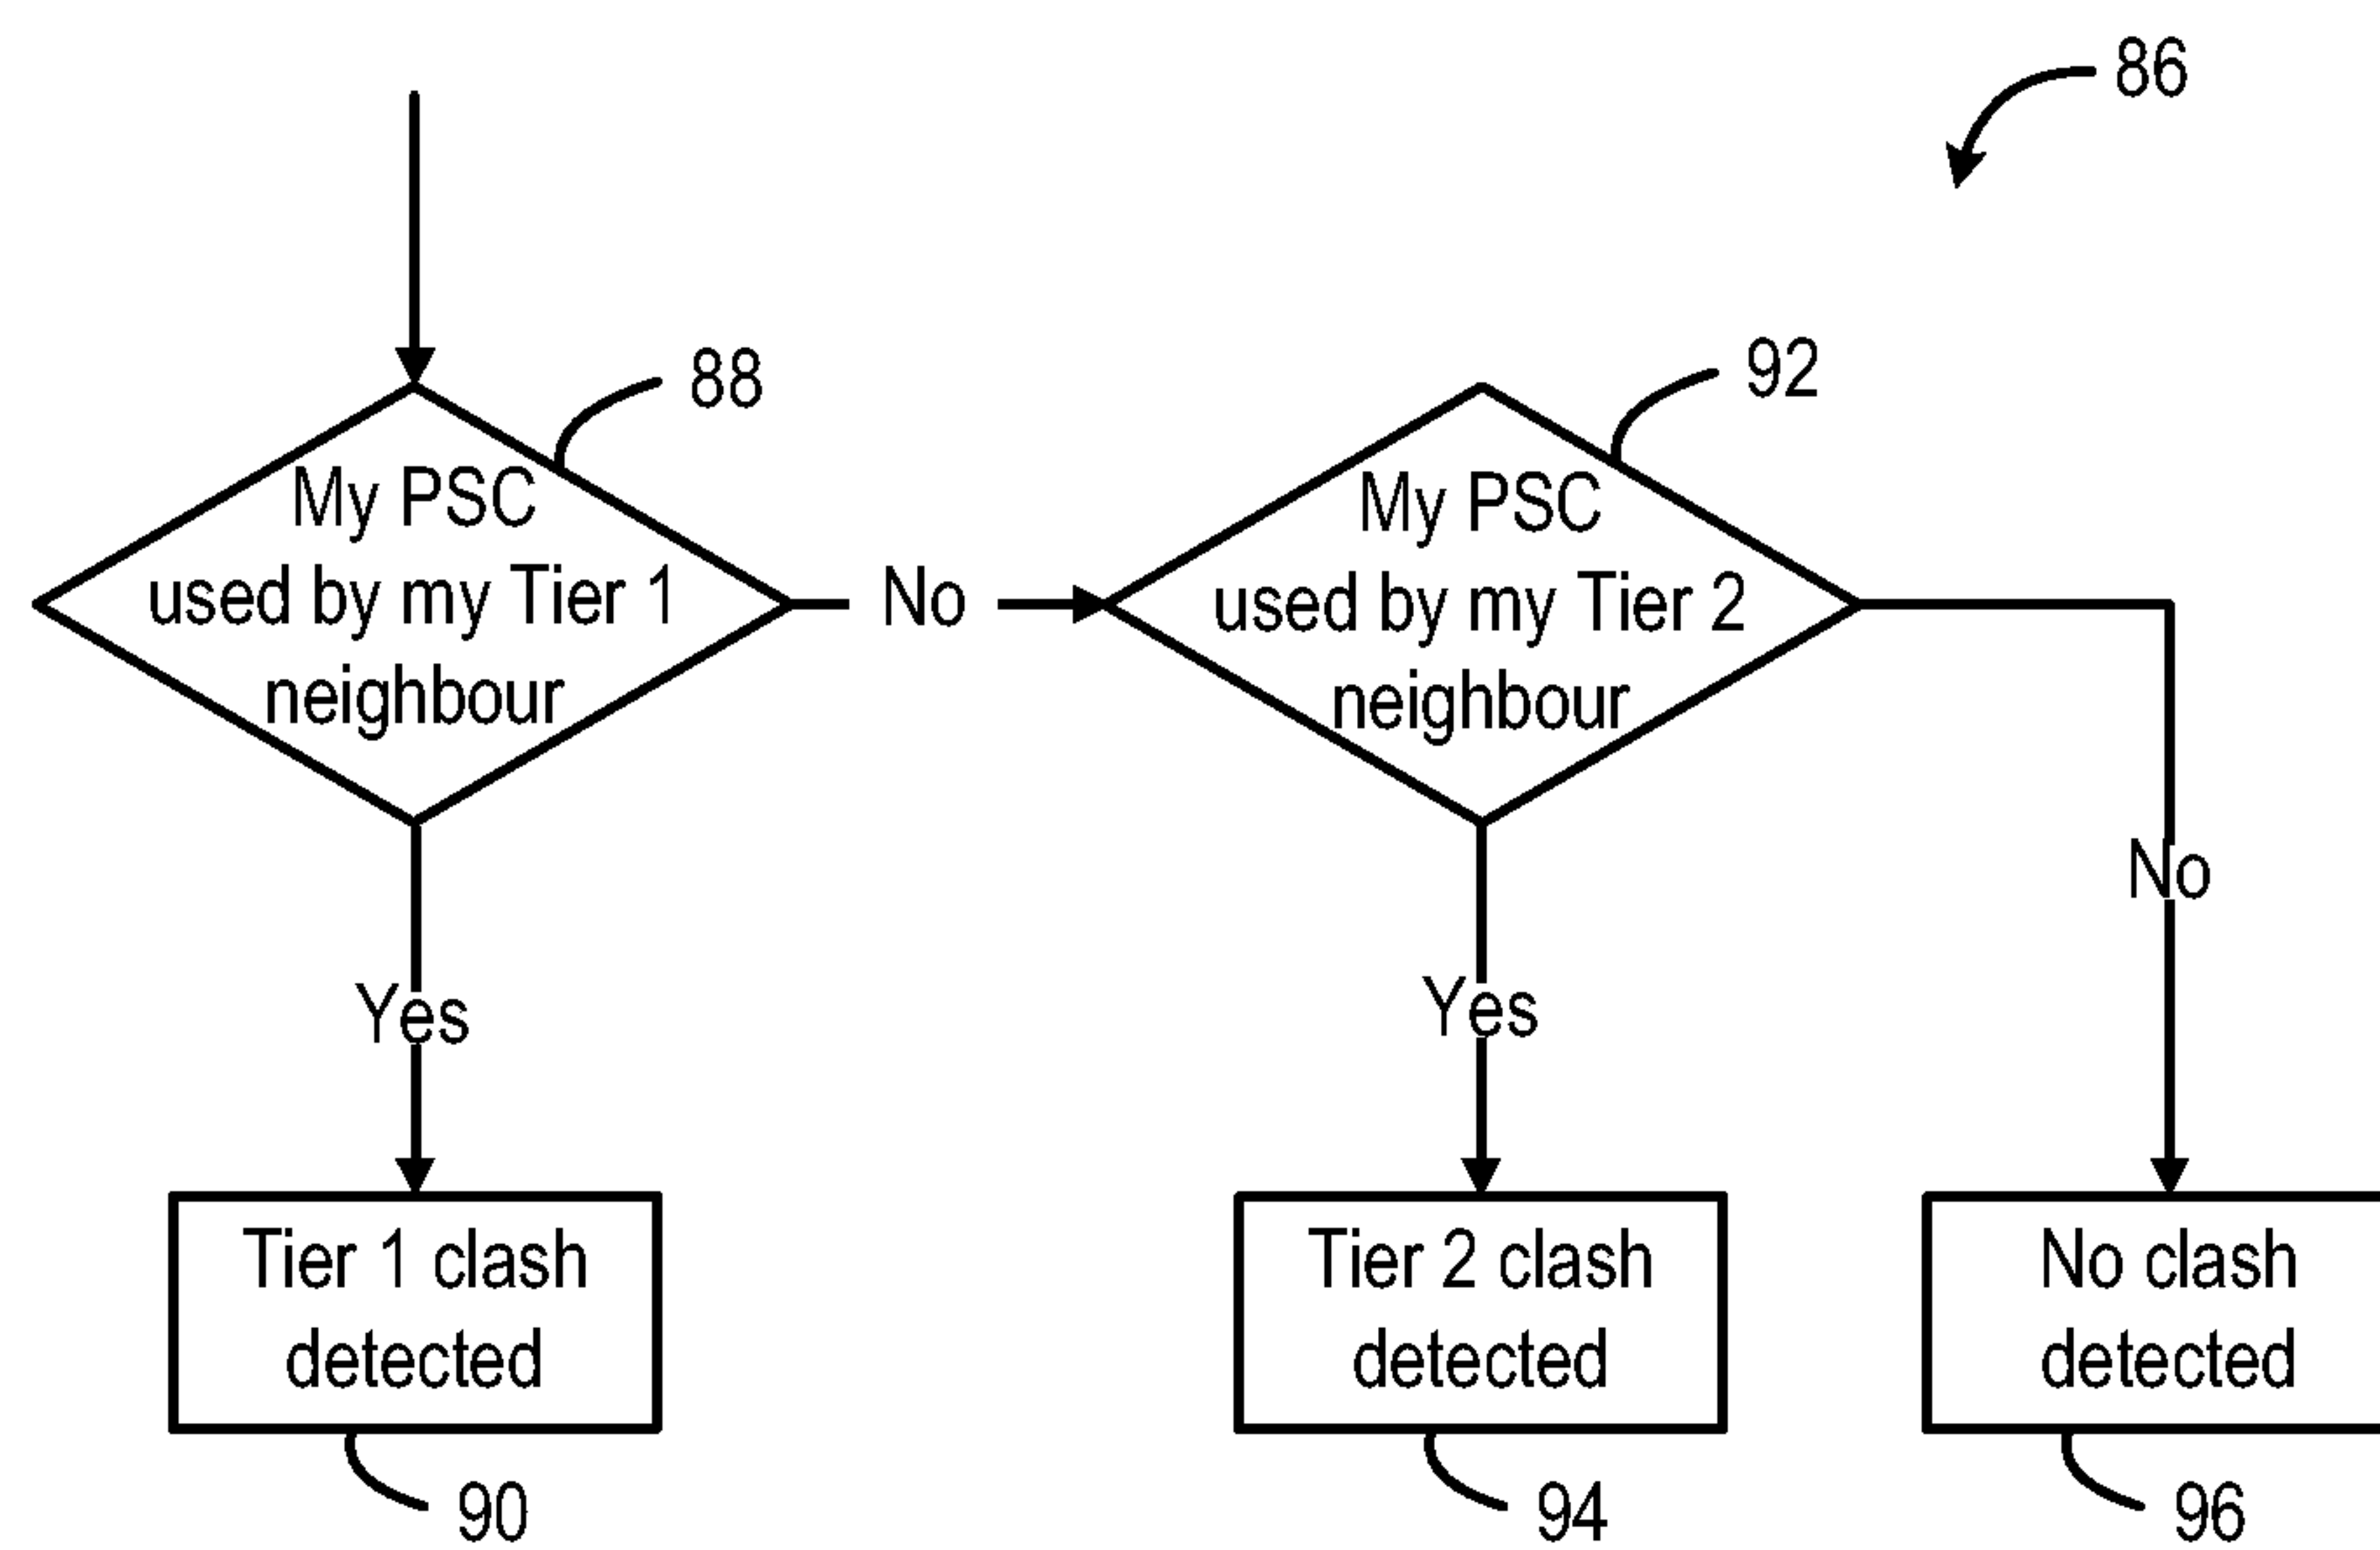 86
88
My PSC
used by my Tier 1
neighbour
No
92
My PSC
used by my Tier 2
neighbour
No
Yes
Yes
Tier 1 clash
detected
90
Tier 2 clash
detected
94
No clash
detected
96